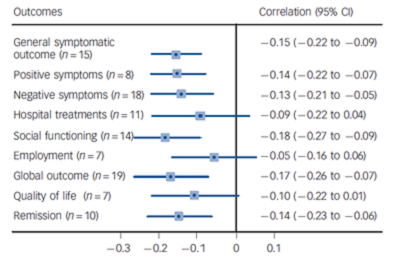 Outcomes Correlation (95% CI)
General symptomatic
outcome (n = 15) −0.15 (−0.22 to −0.09)
Positive symptoms (n = 8) −0.14 (−0.22 to −0.07)
Negative symptoms (n = 18) −0.13 (−0.21 to −0.05)
Hospital treatments (n = 11) −0.09 (−0.22 to 0.04)
Social functioning (n = 14) −0.18 (−0.27 to −0.09)
Employment (n = 7) −0.05 (−0.16 to 0.06)
Global outcome (n = 19) −0.17 (−0.26 to −0.07)
Quality of life (n = 7) −0.10 (−0.22 to 0.01)
Remission (n = 10) −0.14 (−0.23 to −0.06)
−0.3 −0.2 −0.1 0 0.1